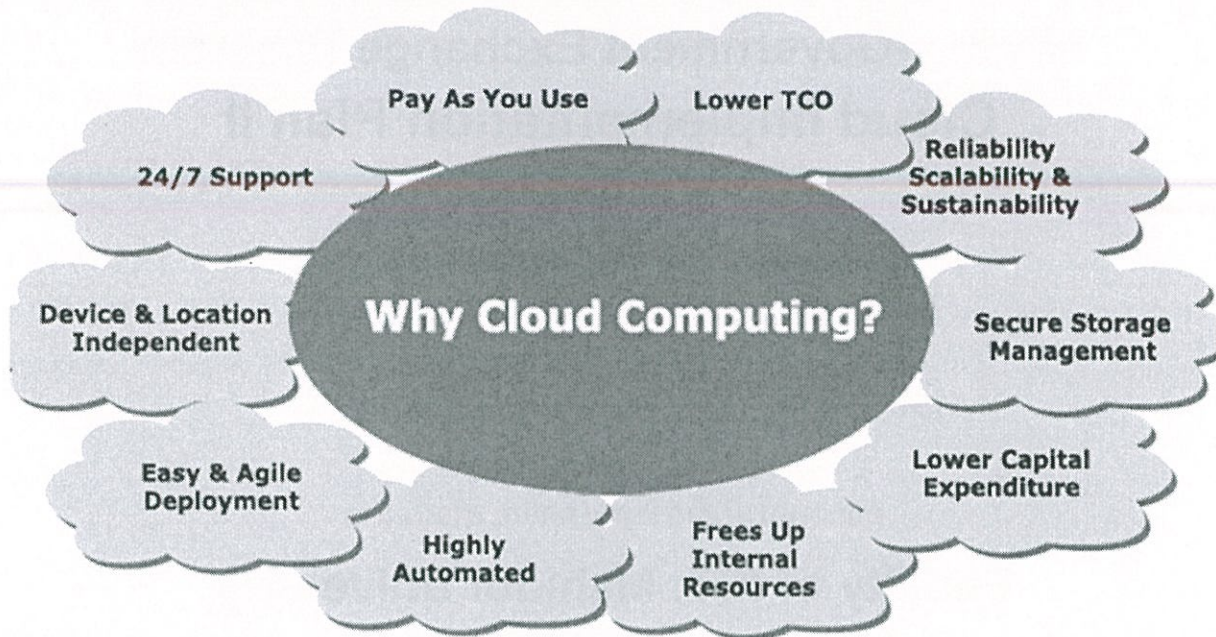 Pay As You Use
Lower TCO
24/7 Support
Reliability
Scalability &
Sustainability
Device & Location
Independent
Why Cloud Computing?
Secure Storage
Management
Easy & Agile
Deployment
Lower Capital
Expenditure
Highly
Automated
Frees Up
Internal
Resources